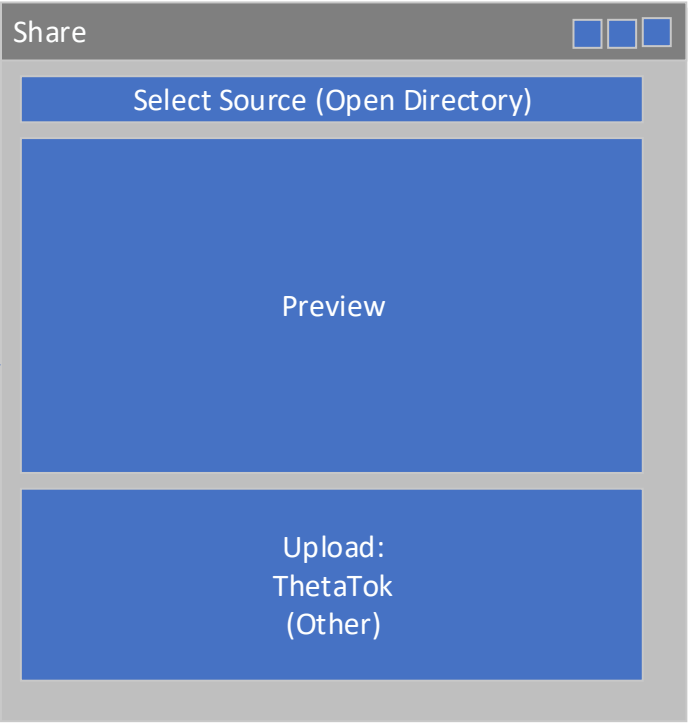 Share
Select Source (Open Directory)
Preview
Upload:
ThetaTok
(Other)